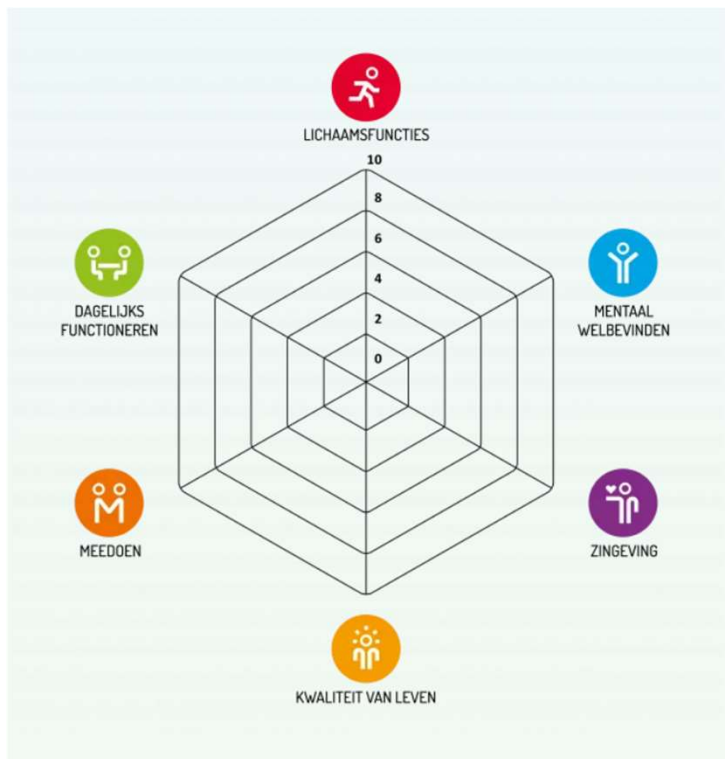 LICHAAMSFUNCTIES
10
8
6
4
2
0
MENTAAL
WELBEVINDEN
ZINGEVING
KWALITEIT VAN LEVEN
MEEDOEN
DAGELIJKS
FUNCTIONEREN